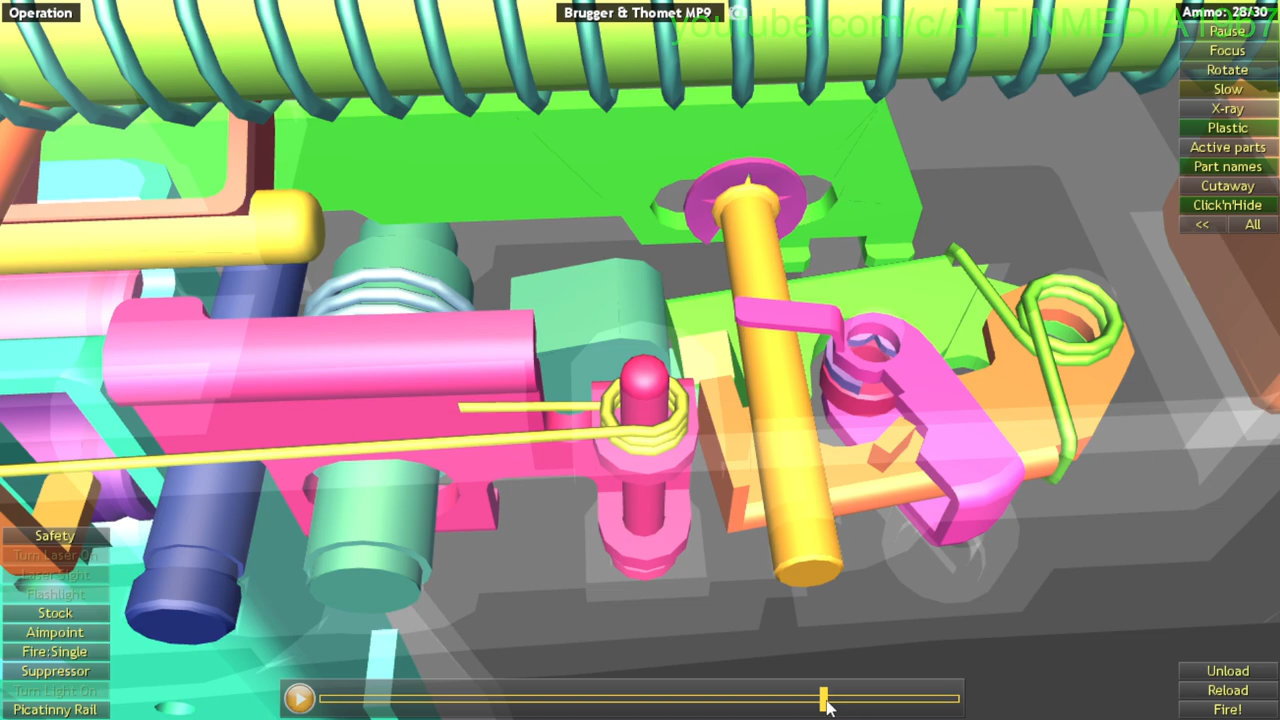 Operation
Brugger & Thomet MP9
Ammo: 28/30
youtube.com/c/ALTINMEDIA1967
Pause
Focus
Rotate
Slow
X-ray
Plastic
Active parts
Part names
Cutaway
Click'n'Hide
<< All
Safety
Turn Laser On
Laser Sight
Flashlight
Stock
Aimpoint
Fire:Single
Suppressor
Turn Light On
Picatinny Rail
Unload
Reload
Fire!